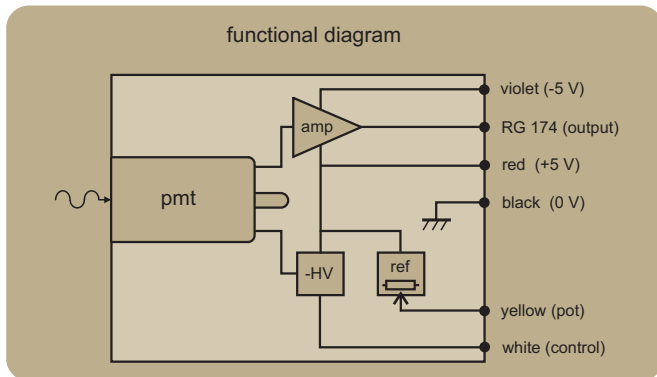 functional diagram
violet (-5 V)
amp
RG 174 (output)
red (+5 V)
pmt
black (0 V)
-HV
ref
yellow (pot)
white (control)